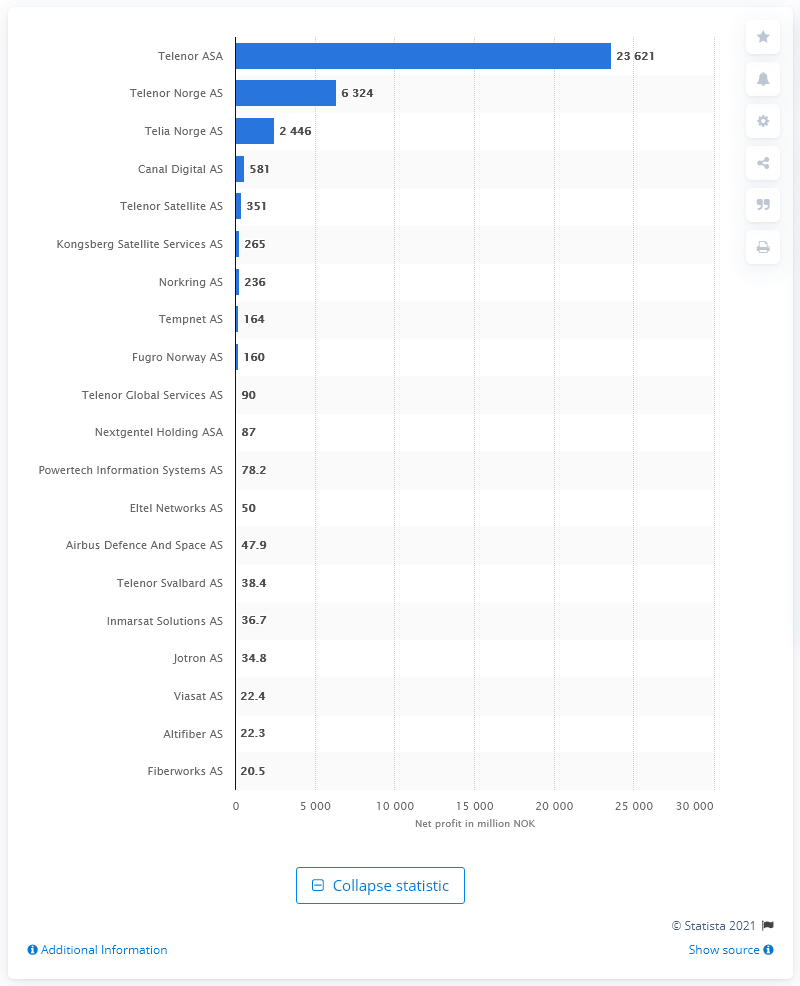 Telenor ASA 23 621
Telenor Norge AS 6 324
Telia Norge AS 2 446
Canal Digital AS 581
Telenor Satellite AS 351
Kongsberg Satellite Services AS 265
Norkring AS 236
Tempnet AS 164
Fugro Norway AS 160
Telenor Global Services AS 90
Nextgentel Holding ASA 87
Powertech Information Systems AS 78.2
Eltel Networks AS 50
Airbus Defence And Space AS 47.9
Telenor Svalbard AS 38.4
Inmarsat Solutions AS 36.7
Jotron AS 34.8
Viasat AS 22.4
Altifiber AS 22.3
Fiberworks AS 20.5
0 5 000 10 000 15 000 20 000 25 000 30 000
Net profit in million NOK
Collapse statistic
© Statista 2021
Additional Information Show source